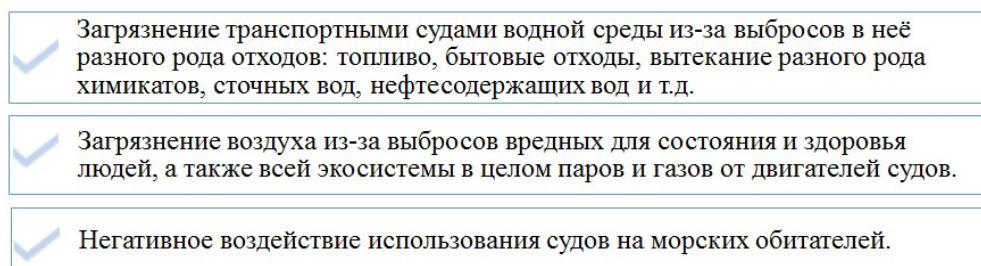 Загрязнение транспортными судами водной среды из-за выбросов в неё
разного рода отходов: топливо, бытовые отходы, вытекание разного рода
химикатов, сточных вод, нефтесодержащих вод и т.д.
Загрязнение воздуха из-за выбросов вредных для состояния и здоровья
людей, а также всей экосистемы в целом паров и газов от двигателей судов.
Негативное воздействие использования судов на морских обитателей.